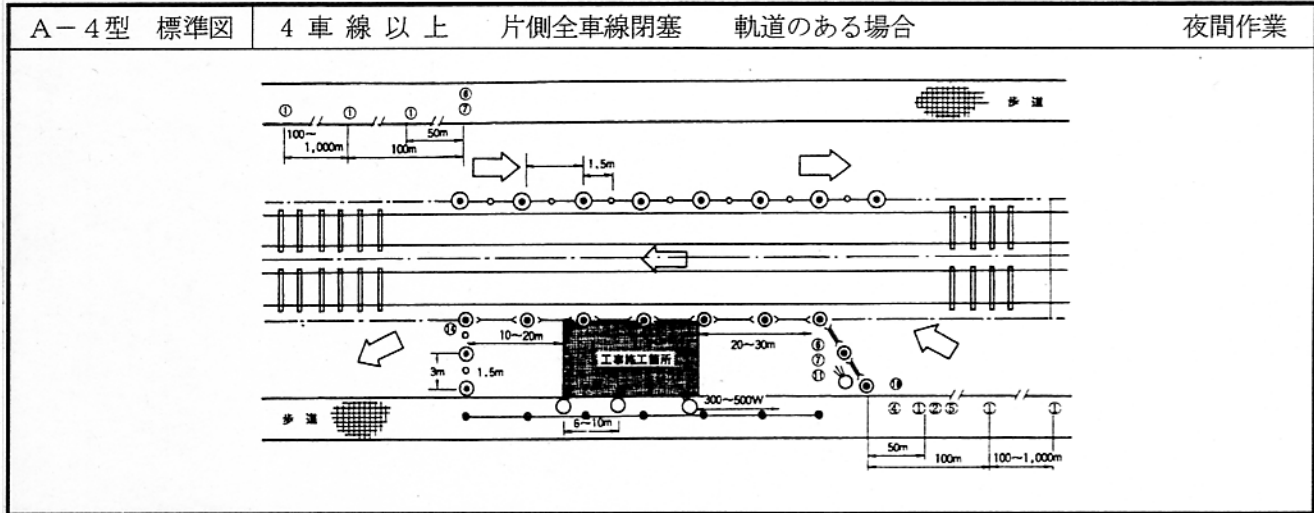 A-4型 標準図 4車線以上 片側全車線閉塞 軌道のある場合 夜間作業
① ① ① ⑥
⑦
歩道
100〜
1,000m 100m 50m
1.5m
⑭
10〜20m
工事施工箇所
20〜30m
⑥
⑦
⑪
3m
1.5m
⑩
④ ① ② ⑤ ① ①
歩道
300〜500W
6〜10m
50m
100m 100〜1,000m